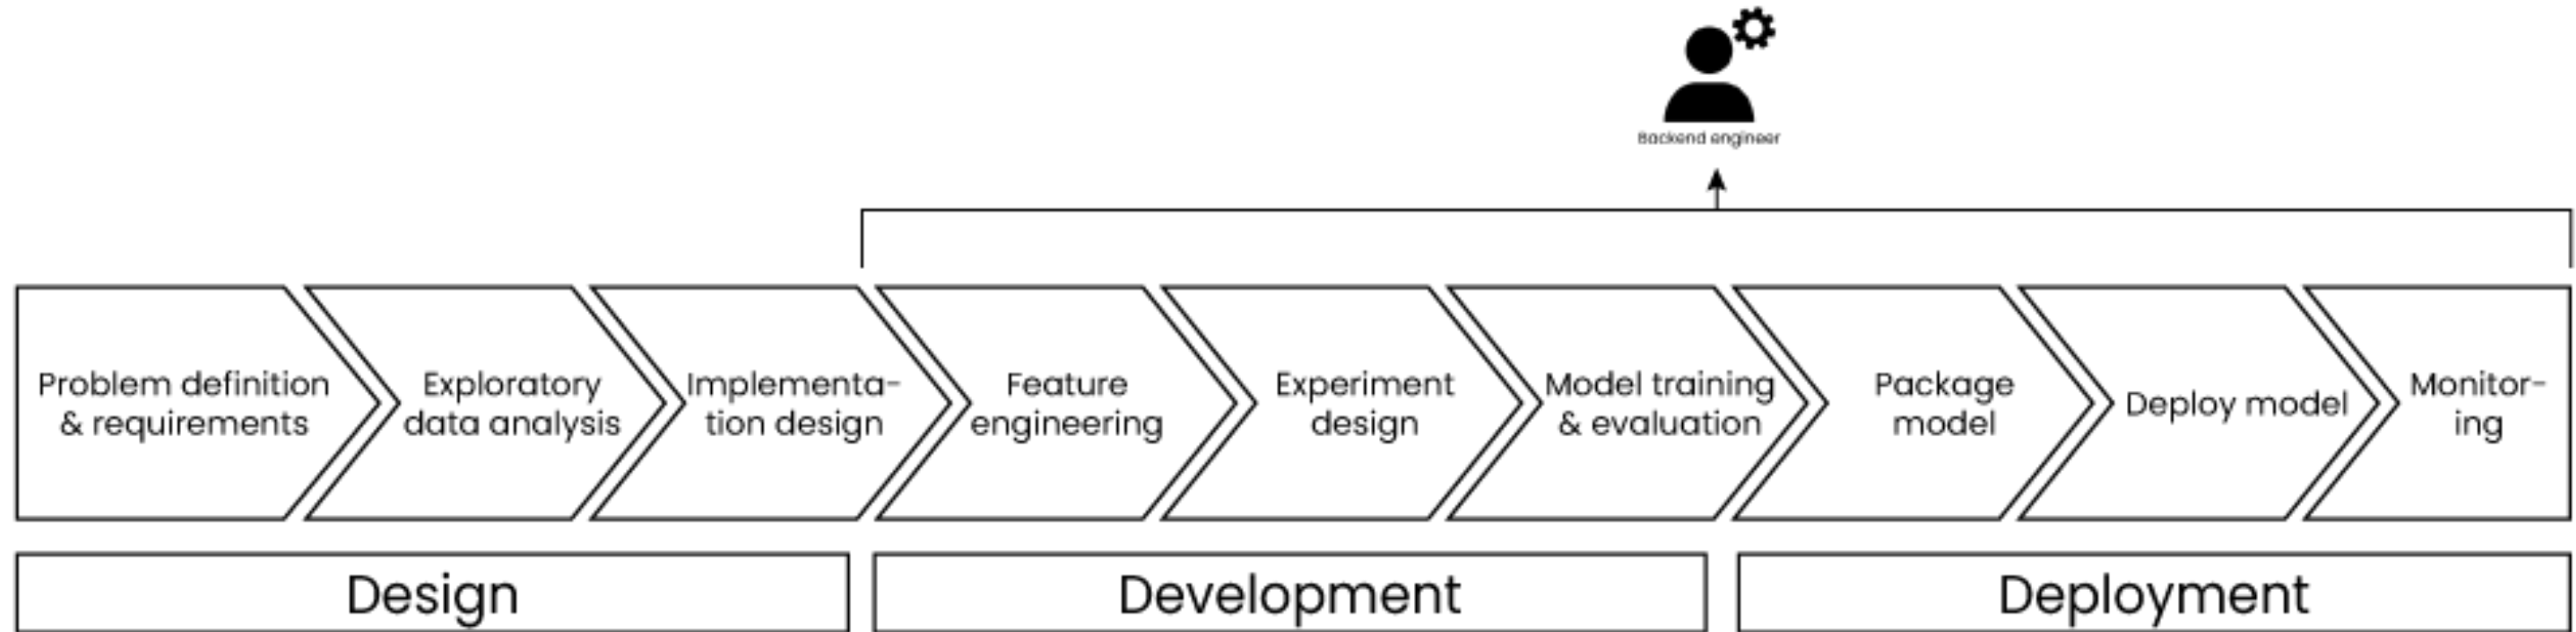 Backend engineer
Problem definition
& requirements
Exploratory
data analysis
Implementa-
tion design
Feature
engineering
Experiment
design
Model training
& evaluation
Package
model
Deploy model
Monitor-
ing
Design
Development
Deployment